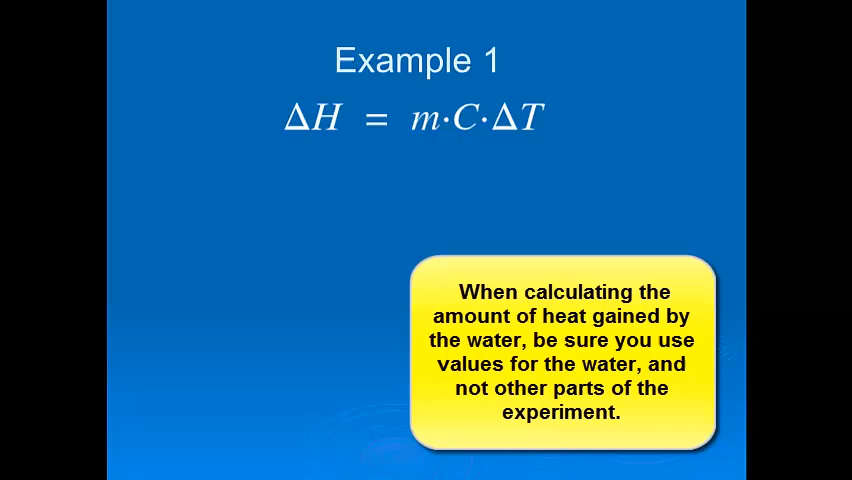 Example 1
ΔH = m·C·ΔT
When calculating the
amount of heat gained by
the water, be sure you use
values for the water, and
not other parts of the
experiment.